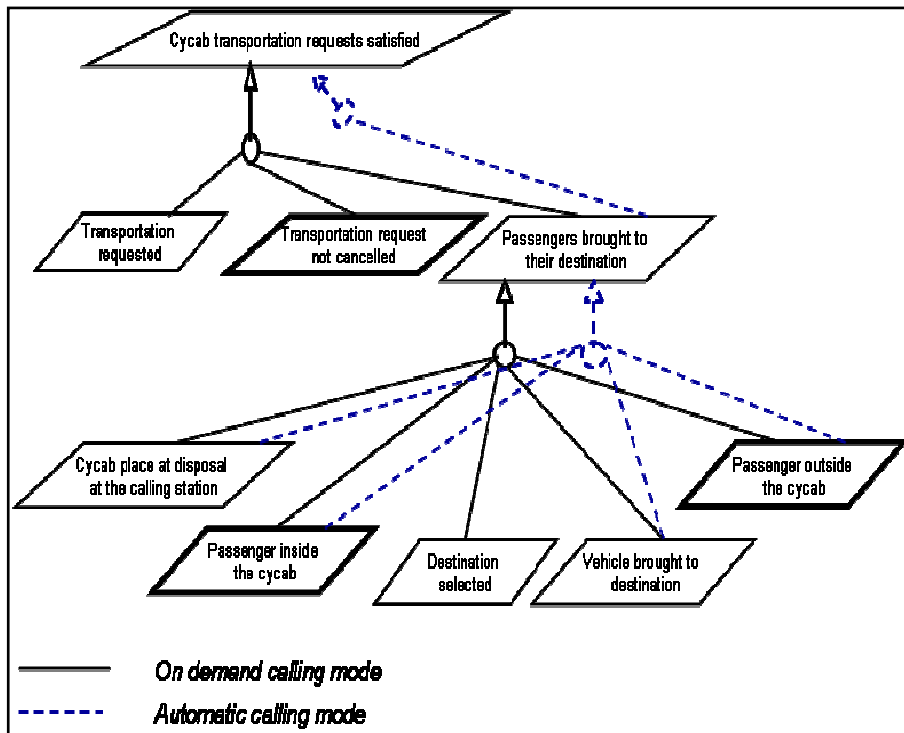 Cycab transportation requests satisfied
Transportation
requested
Transportation request
not cancelled
Passengers brought to
their destination
Cycab place at disposal
at the calling station
Passenger outside
the cycab
Passenger inside
the cycab
Destination
selected
Vehicle brought to
destination
On demand calling mode
Automatic calling mode